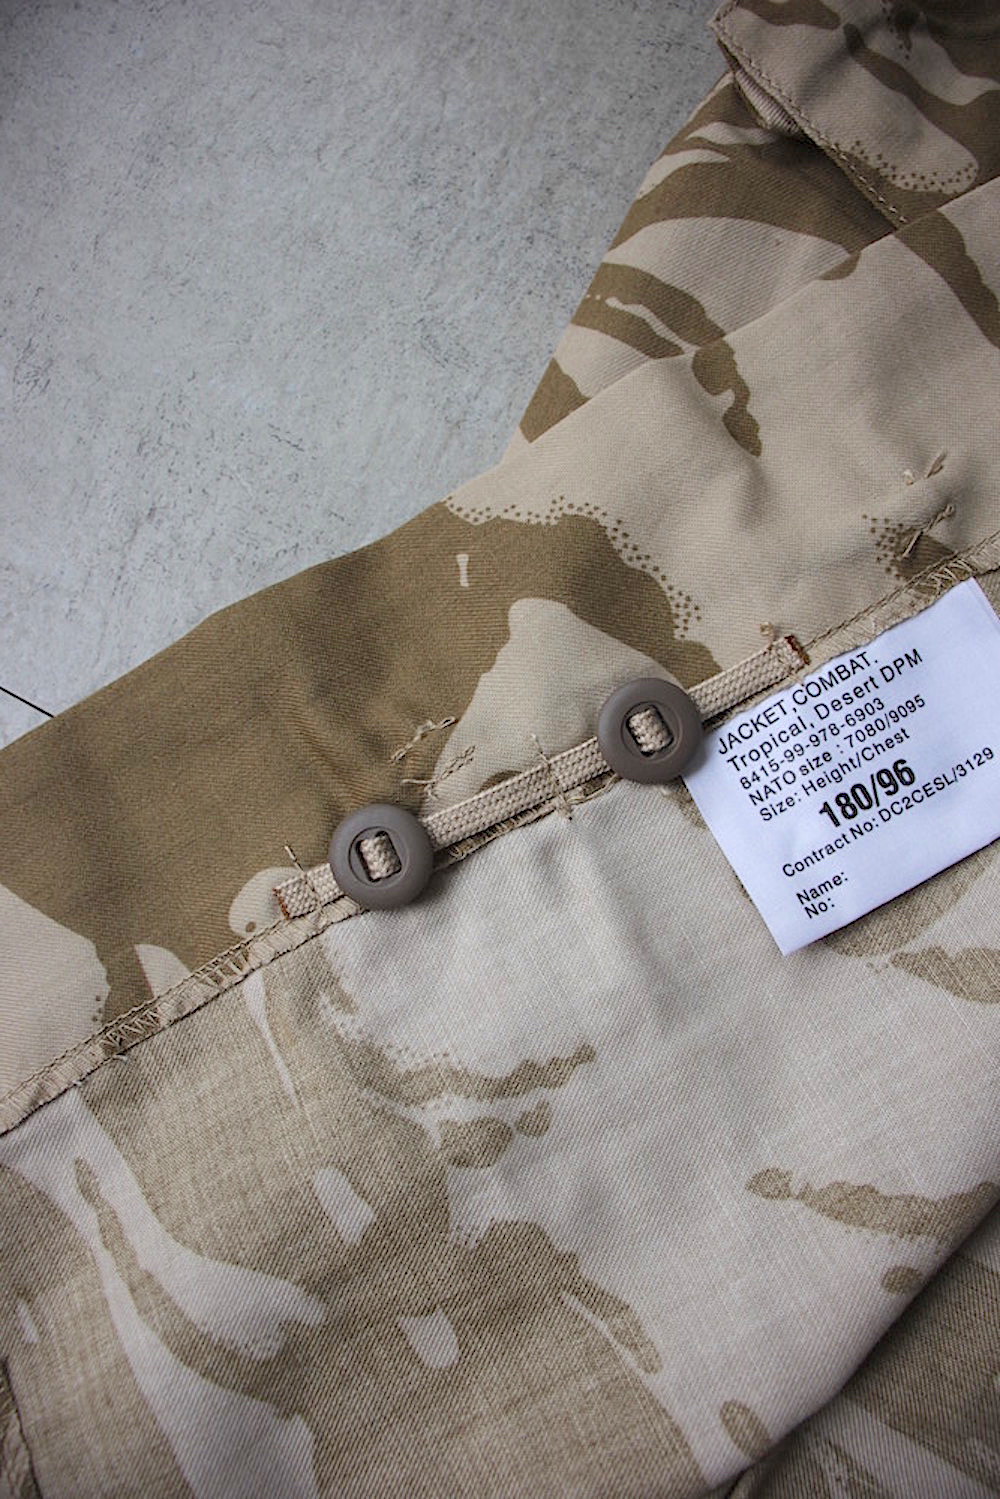 JACKET,COMBAT.
Tropical, Desert DPM
8415-99-978-6903
NATO size : 7080/9095
Size: Height/Chest
180/96
Contract No: DC2CESL/3129
Name:
No: